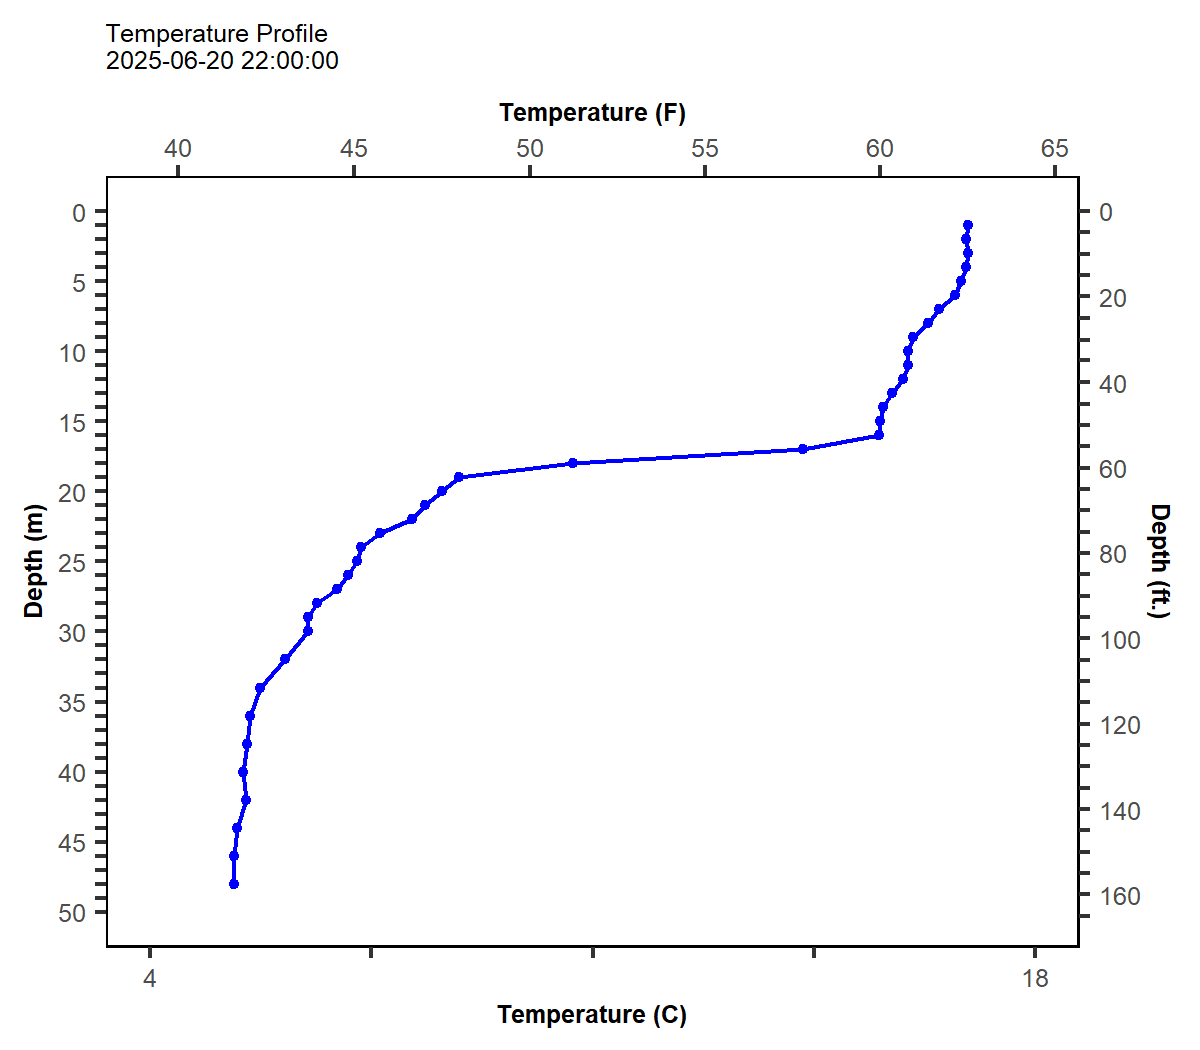 Temperature Profile
2025-06-20 22:00:00
Temperature (F)
40 45 50 55 60 65
0 5 10 15 20 25 30 35 40 45 50
Depth (m)
0 20 40 60 80 100 120 140 160
Depth (ft.)
4 18
Temperature (C)